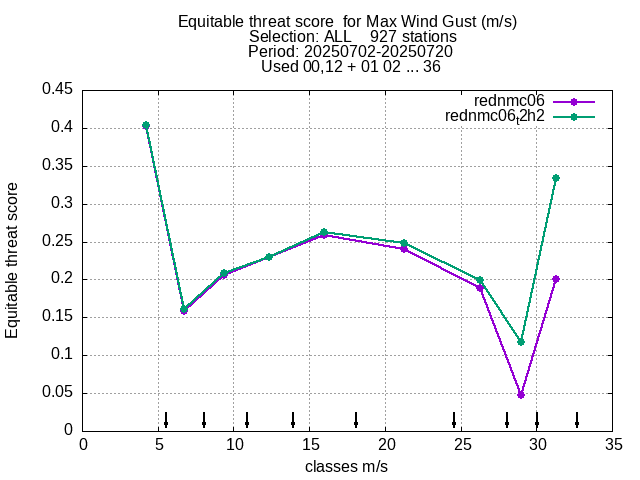 Equitable threat score  for Max Wind Gust (m/s)
Selection: ALL    927 stations
Period: 20250702-20250720
Used 00,12 + 01 02 ... 36
rednmc06
rednmc06_t2h2
0.45
0.4
0.35
0.3
0.25
0.2
0.15
0.1
0.05
0
Equitable threat score
0 5 10 15 20 25 30 35
classes m/s